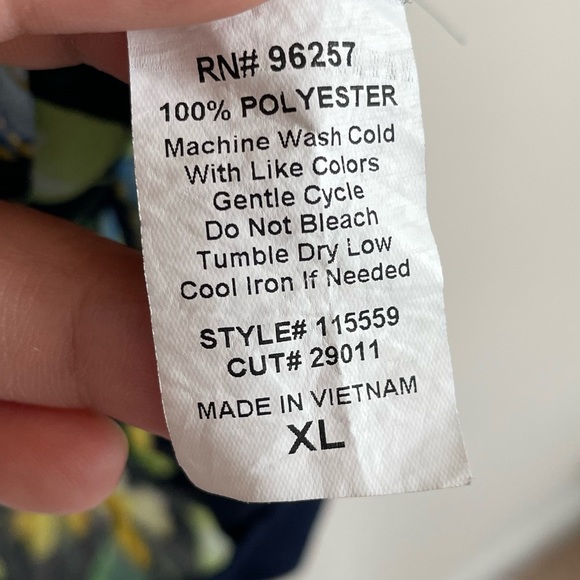 RN# 96257
100% POLYESTER
Machine Wash Cold
With Like Colors
Gentle Cycle
Do Not Bleach
Tumble Dry Low
Cool Iron If Needed
STYLE# 115559
CUT# 29011
MADE IN VIETNAM
XL